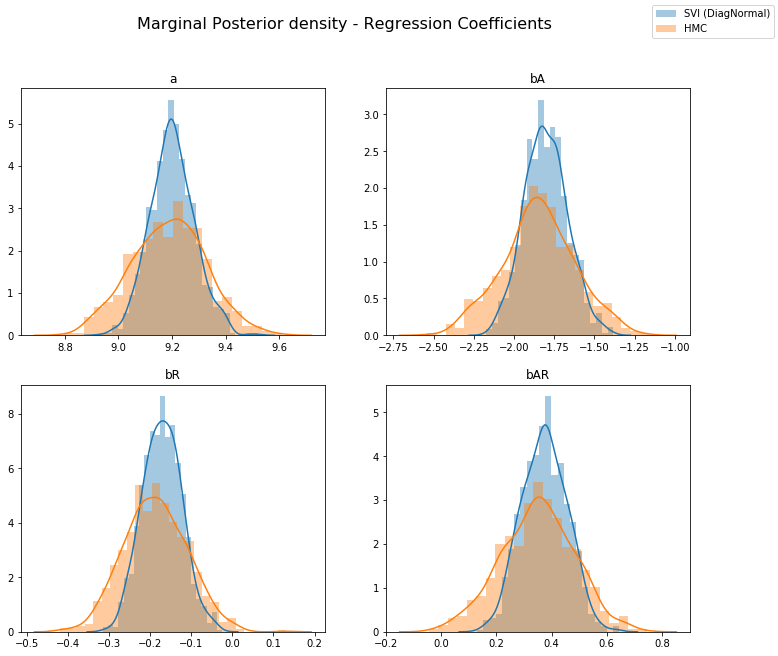 Marginal Posterior density - Regression Coefficients
SVI (DiagNormal)
HMC
a
5
4
3
2
1
0
8.8 9.0 9.2 9.4 9.6
bA
3.0
2.5
2.0
1.5
1.0
0.5
0.0
−2.75 −2.50 −2.25 −2.00 −1.75 −1.50 −1.25 −1.00
bR
8
6
4
2
0
−0.5 −0.4 −0.3 −0.2 −0.1 0.0 0.1 0.2
bAR
5
4
3
2
1
0
−0.2 0.0 0.2 0.4 0.6 0.8